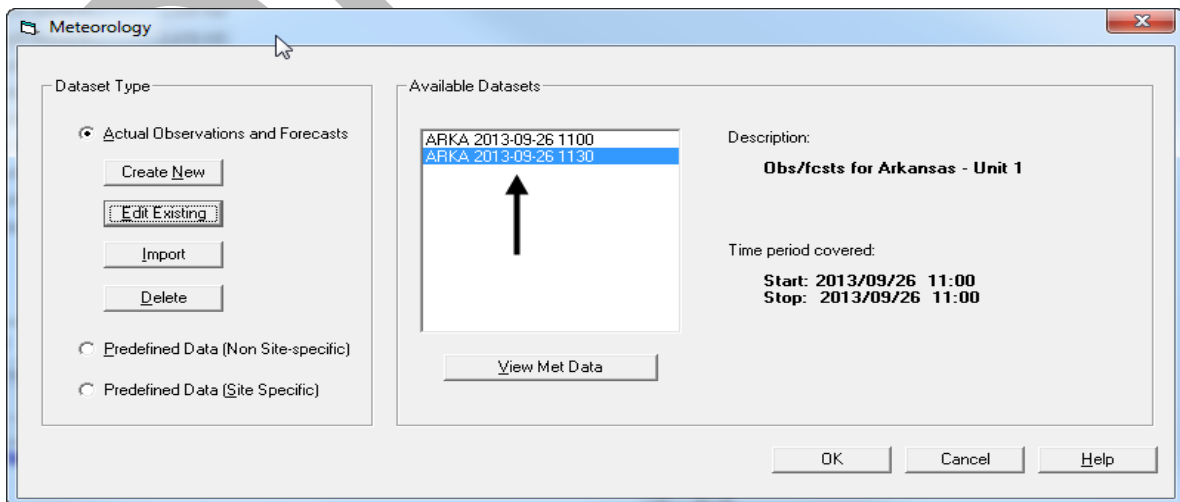 Meteorology
Dataset Type
Actual Observations and Forecasts
Create New
Edit Existing
Import
Delete
Predefined Data (Non Site-specific)
Predefined Data (Site Specific)
Available Datasets
ARKA 2013-09-26 1100
ARKA 2013-09-26 1130
View Met Data
Description:
Obs/fcsts for Arkansas - Unit 1
Time period covered:
Start: 2013/09/26 11:00
Stop: 2013/09/26 11:00
OK
Cancel
Help